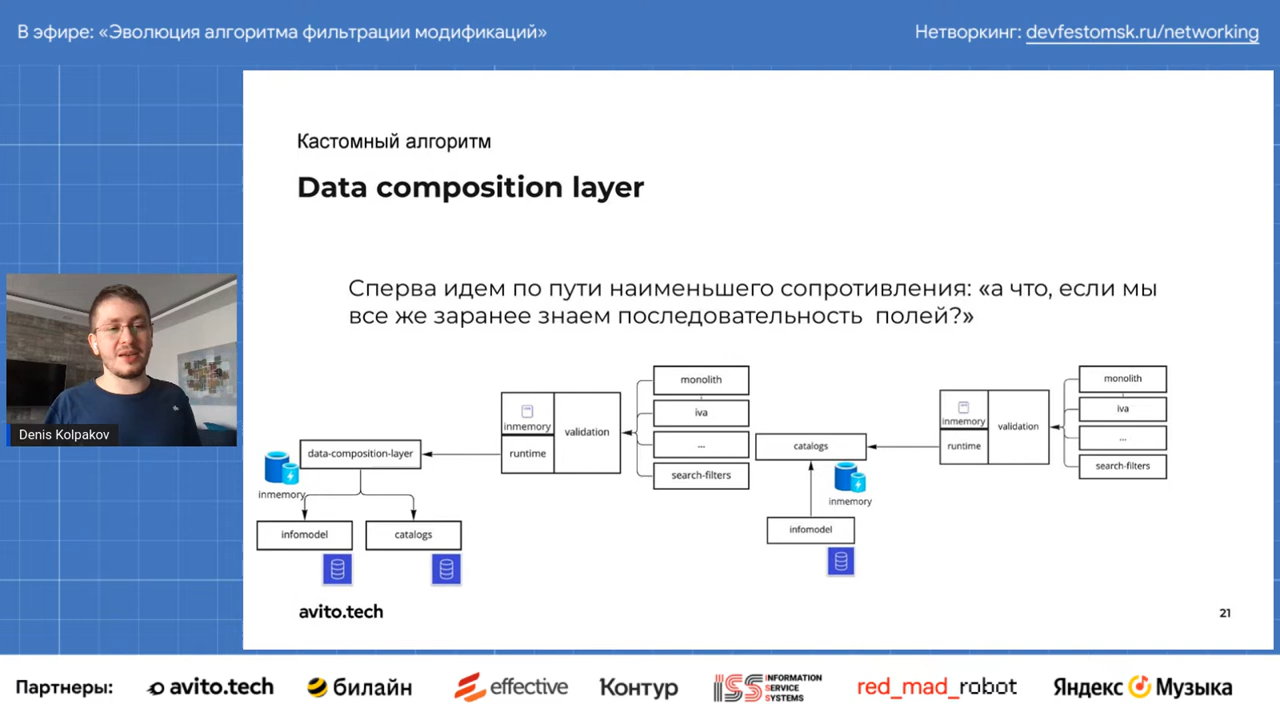 В эфире: «Эволюция алгоритма фильтрации модификаций»
Нетворкинг: devfestomsk.ru/networking
Кастомный алгоритм
Data composition layer
Сперва идем по пути наименьшего сопротивления: «а что, если мы
все же заранее знаем последовательность полей?»
Denis Kolpakov
data-composition-layer
inmemory
infomodel
catalogs
inmemory
runtime
validation
monolith
iva
...
search-filters
catalogs
inmemory
infomodel
inmemory
runtime
validation
monolith
iva
...
search-filters
avito.tech
21
Партнеры:
avito.tech
билайн
effective
Контур
ISS INFORMATION
SERVICE
SYSTEMS
red_mad_robot
Яндекс Музыка